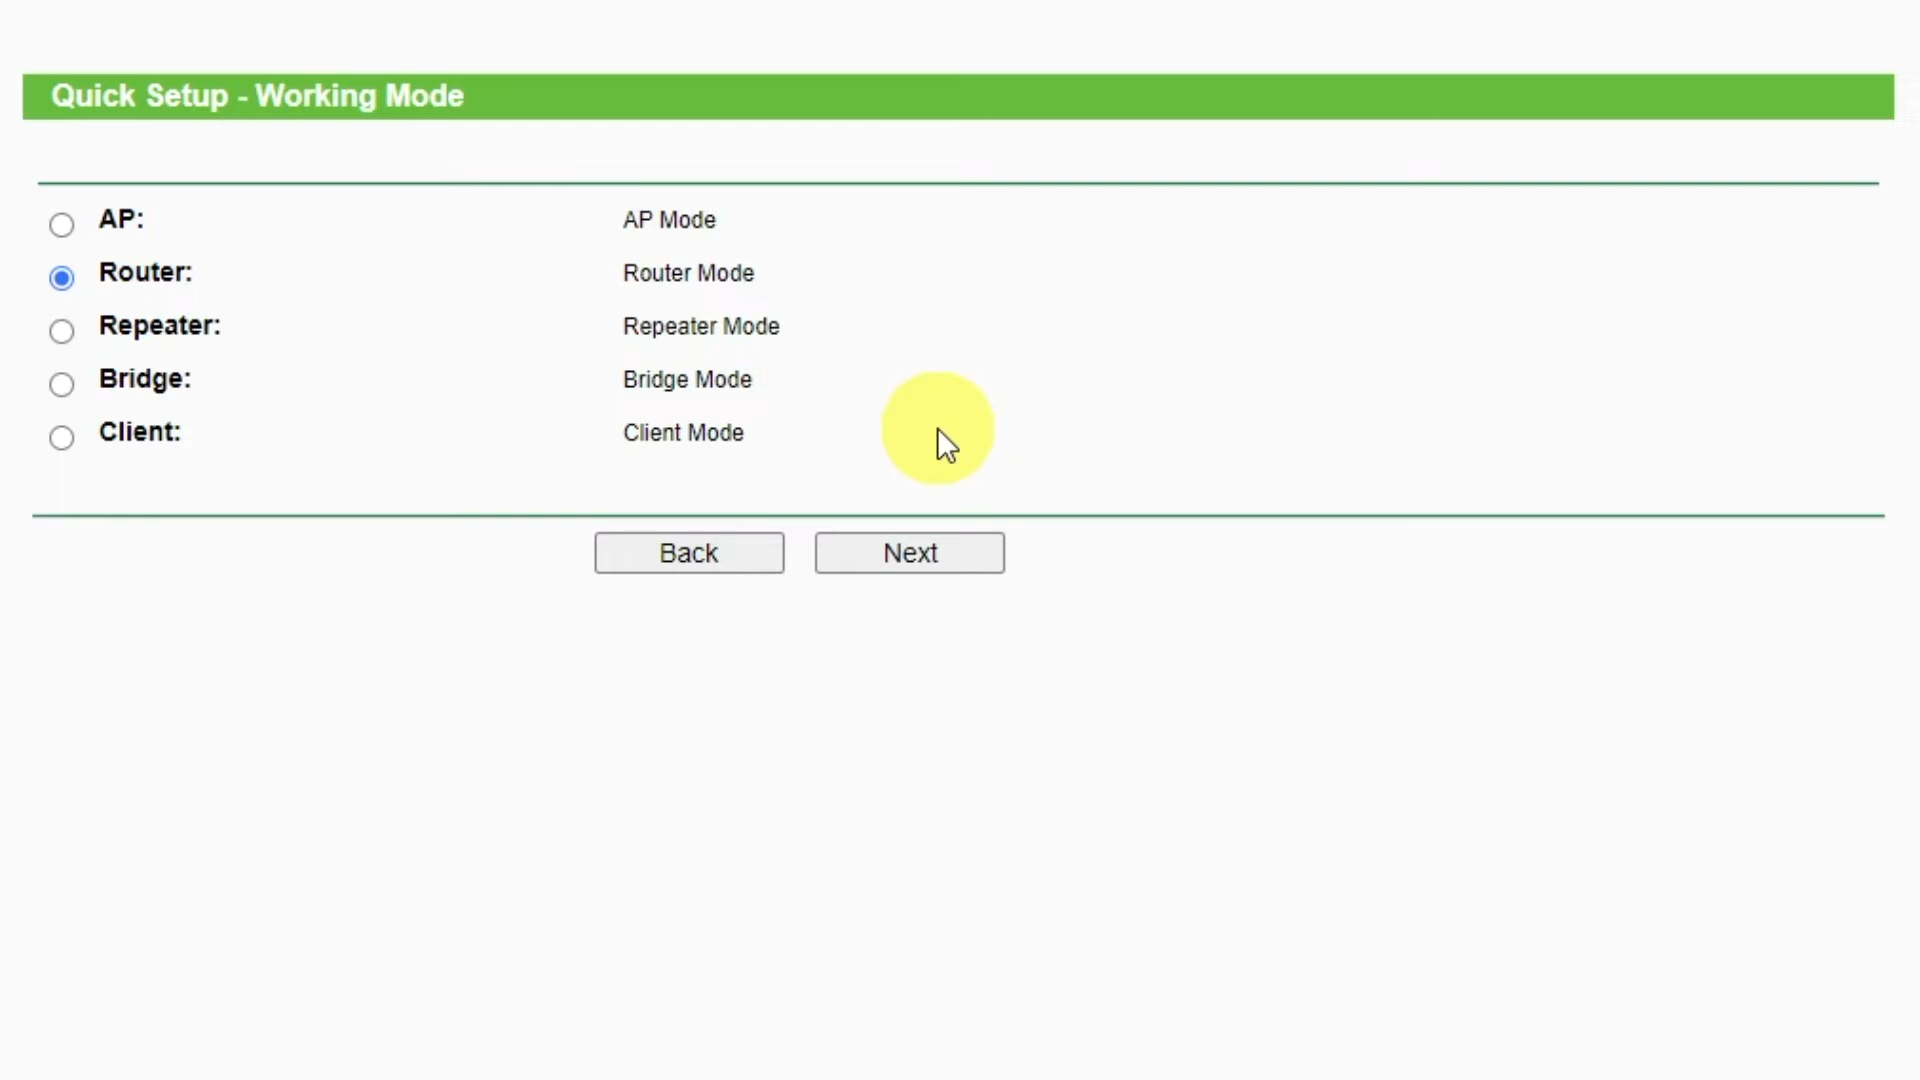 Quick Setup - Working Mode
AP: AP Mode
Router: Router Mode
Repeater: Repeater Mode
Bridge: Bridge Mode
Client: Client Mode
Back Next